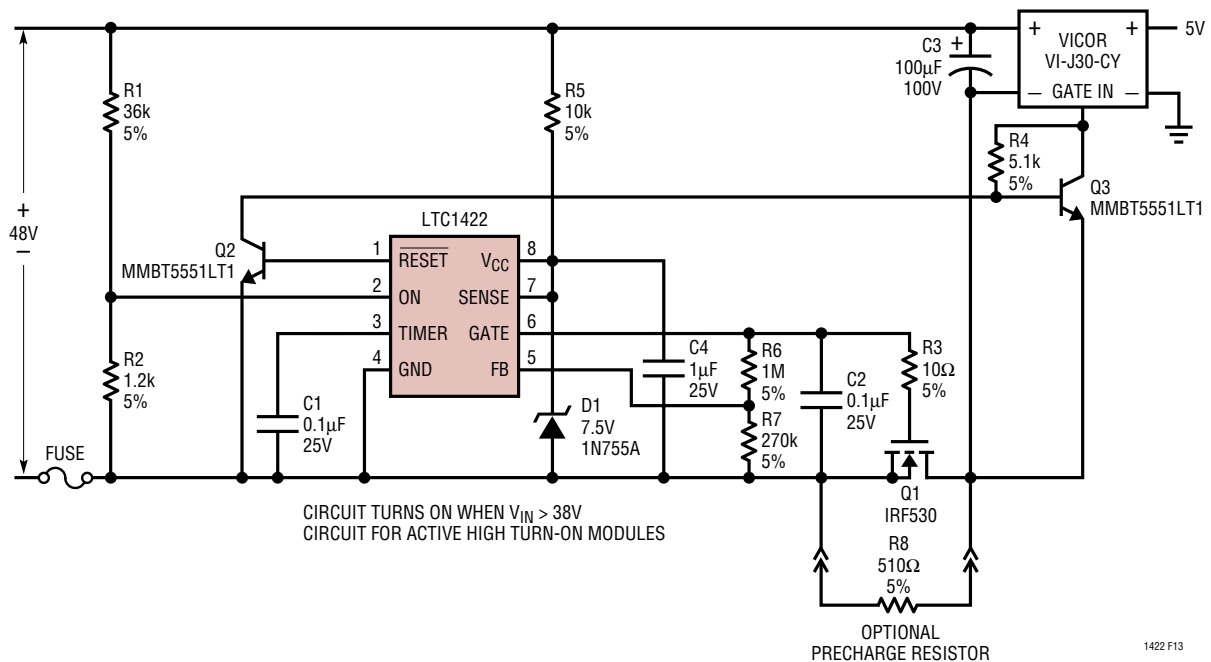 R1
36k
5%
R5
10k
5%
C3
+
100µF
100V
+
VICOR
VI-J30-CY
+
–
GATE IN
–
5V
R4
5.1k
5%
Q3
MMBT5551LT1
+
48V
–
Q2
MMBT5551LT1
LTC1422
1
RESET
VCC
8
2
ON
SENSE
7
3
TIMER
GATE
6
4
GND
FB
5
R2
1.2k
5%
C1
0.1µF
25V
D1
7.5V
1N755A
C4
1µF
25V
R6
1M
5%
R7
270k
5%
C2
0.1µF
25V
R3
10Ω
5%
FUSE
Q1
IRF530
CIRCUIT TURNS ON WHEN VIN > 38V
CIRCUIT FOR ACTIVE HIGH TURN-ON MODULES
R8
510Ω
5%
OPTIONAL
PRECHARGE RESISTOR
1422 F13